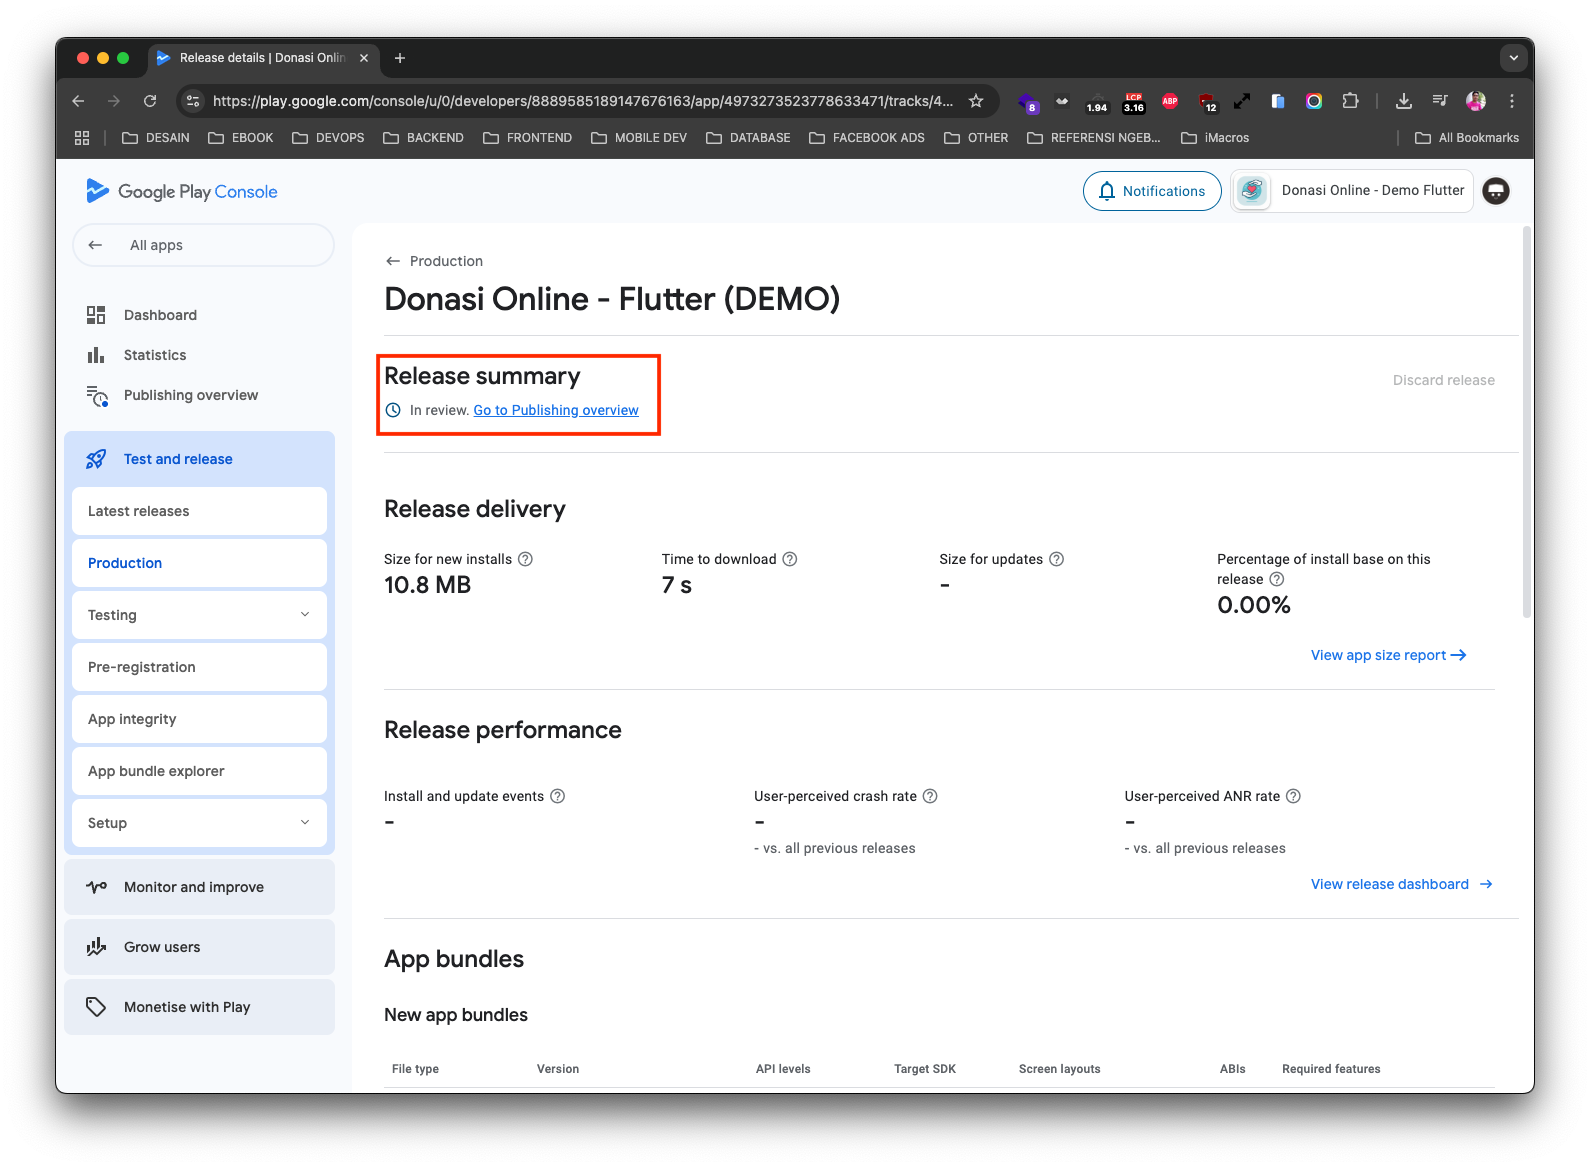 Release details | Donasi Onlin
https://play.google.com/console/u/0/developers/8889585189147676163/app/4973273523778633471/tracks/4...
8
1.94
LCP
3.16
ABP
12
DESAIN
EBOOK
DEVOPS
BACKEND
FRONTEND
MOBILE DEV
DATABASE
FACEBOOK ADS
OTHER
REFERENSI NGEB...
iMacros
All Bookmarks
Google Play Console
Notifications
Donasi Online - Demo Flutter
All apps
Dashboard
Statistics
Publishing overview
Test and release
Latest releases
Production
Testing
Pre-registration
App integrity
App bundle explorer
Setup
Monitor and improve
Grow users
Monetise with Play
Production
Donasi Online - Flutter (DEMO)
Release summary
In review. Go to Publishing overview
Discard release
Release delivery
Size for new installs
10.8 MB
Time to download
7 s
Size for updates
-
Percentage of install base on this
release
0.00%
View app size report
Release performance
Install and update events
-
User-perceived crash rate
-
- vs. all previous releases
User-perceived ANR rate
-
- vs. all previous releases
View release dashboard
App bundles
New app bundles
File type
Version
API levels
Target SDK
Screen layouts
ABIs
Required features